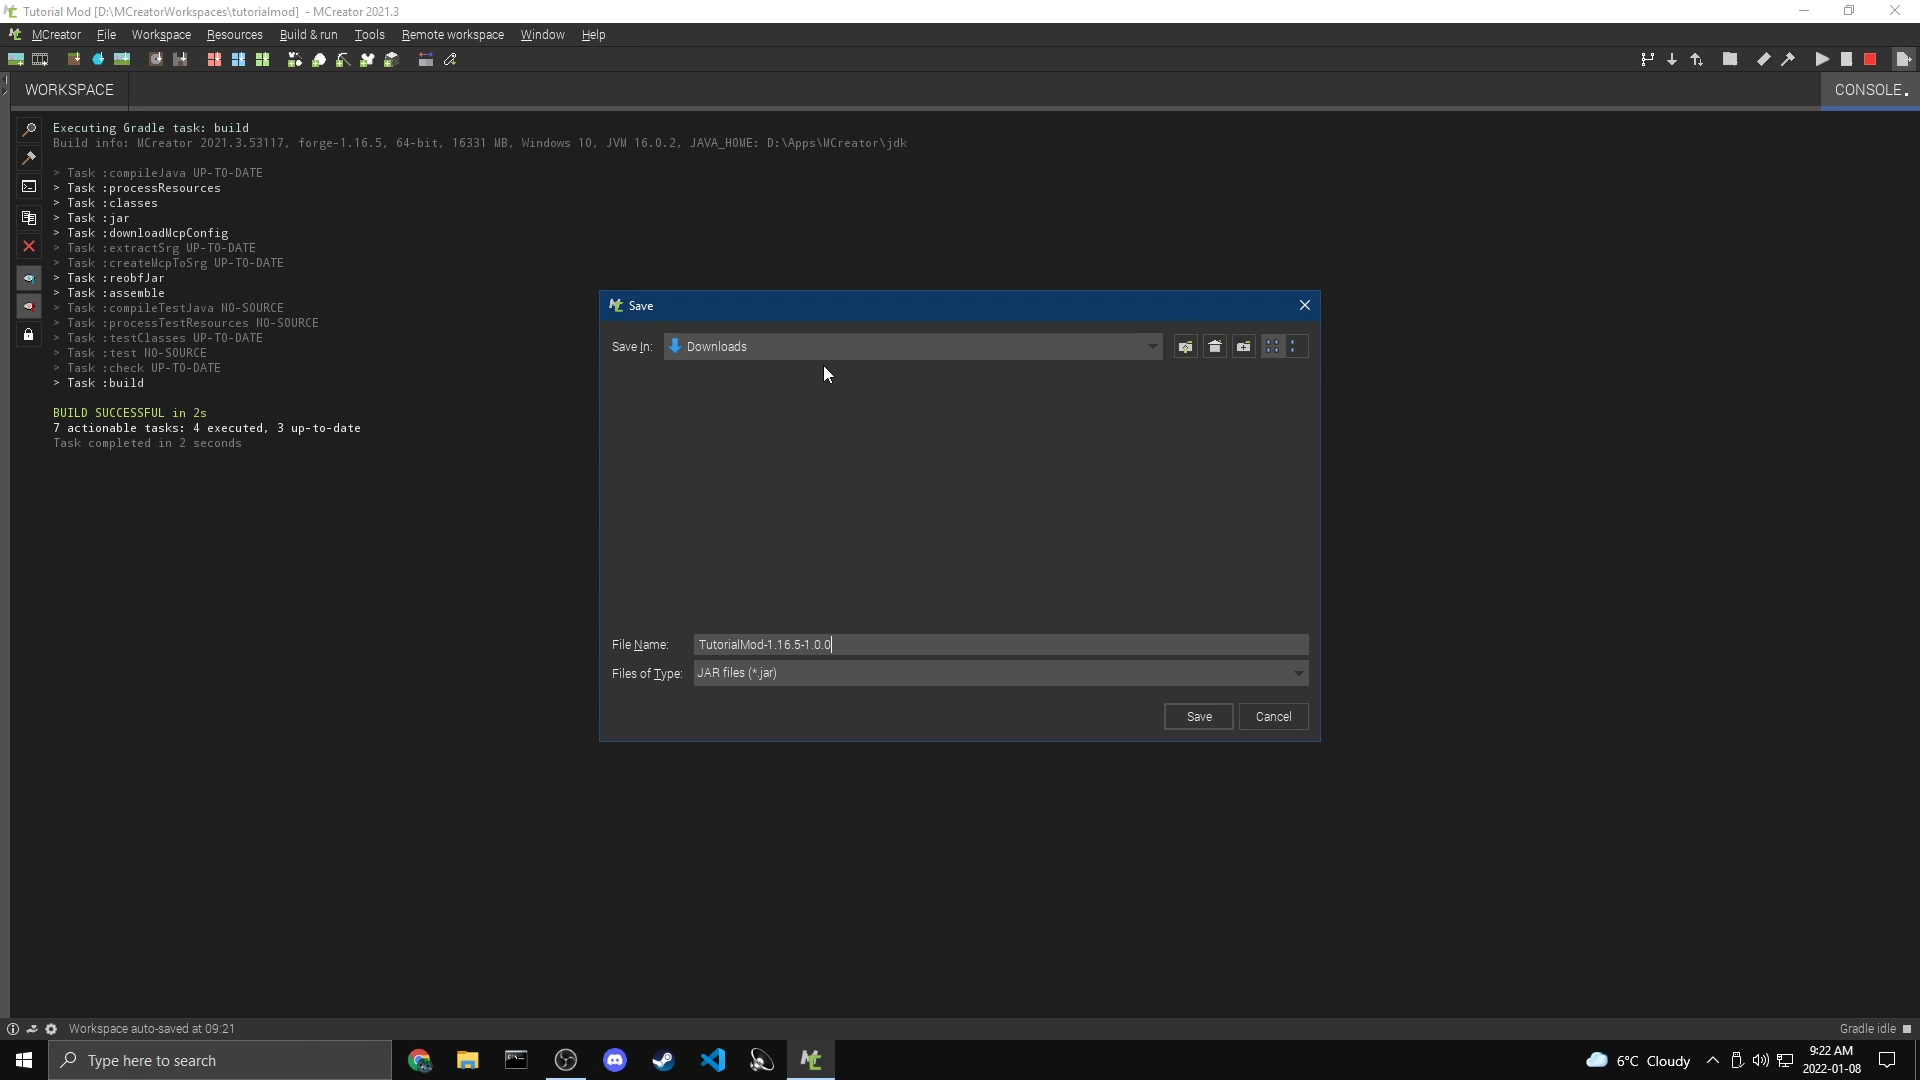 Tutorial Mod [D:\MCreatorWorkspaces\tutorialmod] - MCreator 2021.3
MCreator File Workspace Resources Build & run Tools Remote workspace Window Help
WORKSPACE
CONSOLE
Executing Gradle task: build
Build info: MCreator 2021.3.53117, forge-1.16.5, 64-bit, 16331 MB, Windows 10, JVM 16.0.2, JAVA_HOME: D:\Apps\MCreator\jdk
> Task :compileJava UP-TO-DATE
> Task :processResources
> Task :classes
> Task :jar
> Task :downloadMcpConfig
> Task :extractSrg UP-TO-DATE
> Task :createMcpToSrg UP-TO-DATE
> Task :reobfJar
> Task :assemble
> Task :compileTestJava NO-SOURCE
> Task :processTestResources NO-SOURCE
> Task :testClasses UP-TO-DATE
> Task :test NO-SOURCE
> Task :check UP-TO-DATE
> Task :build
BUILD SUCCESSFUL in 2s
7 actionable tasks: 4 executed, 3 up-to-date
Task completed in 2 seconds
Save
Save In: Downloads
File Name: TutorialMod-1.16.5-1.0.0
Files of Type: JAR files (*.jar)
Save Cancel
Workspace auto-saved at 09:21
Gradle idle
Type here to search
6°C Cloudy
9:22 AM
2022-01-08